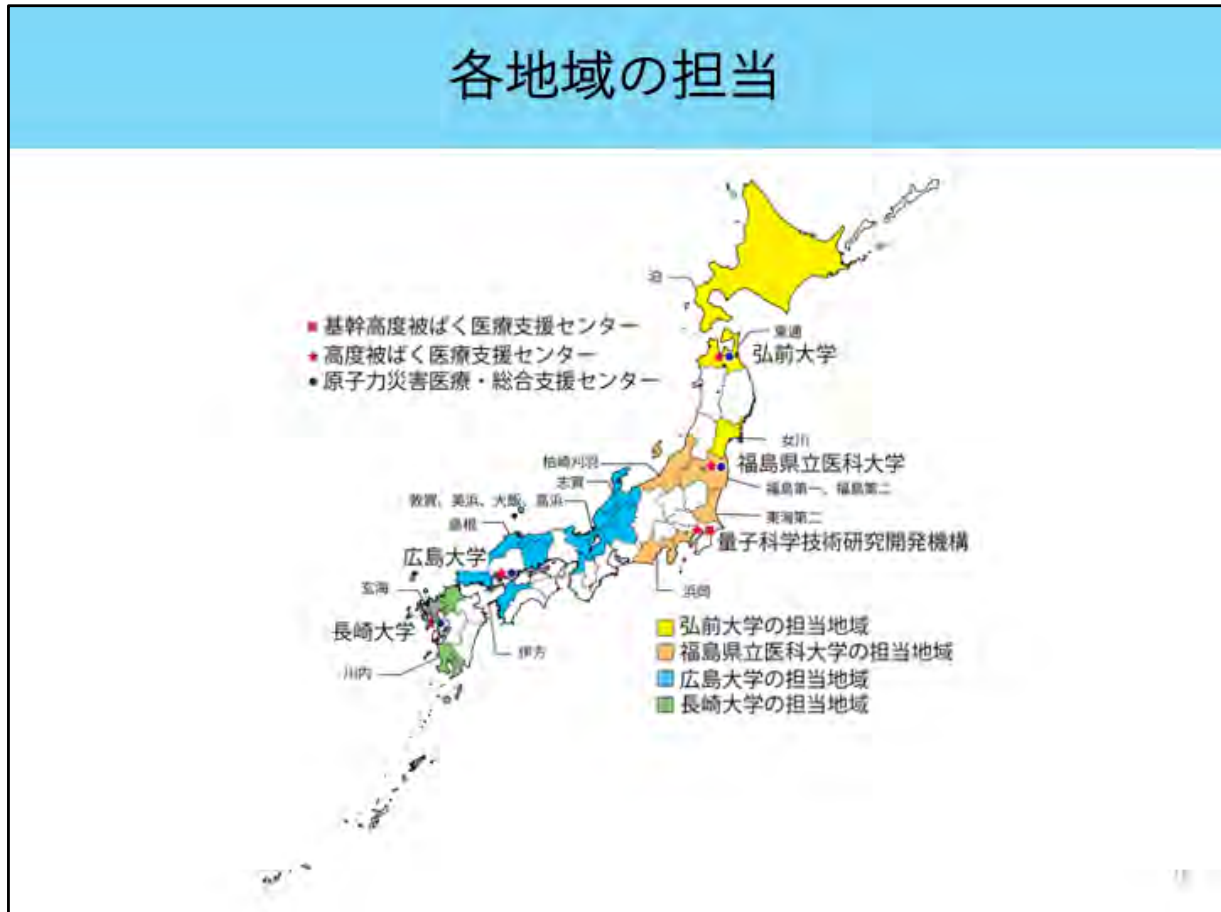 各地域の担当
泊
■ 基幹高度被ばく医療支援センター
★ 高度被ばく医療支援センター
● 原子力災害医療・総合支援センター
東通
弘前大学
女川
柏崎刈羽
福島県立医科大学
志賀
福島第一、福島第二
敦賀、美浜、大飯、高浜
東海第二
島根
量子科学技術研究開発機構
広島大学
玄海
浜岡
長崎大学
伊方
川内
弘前大学の担当地域
福島県立医科大学の担当地域
広島大学の担当地域
長崎大学の担当地域